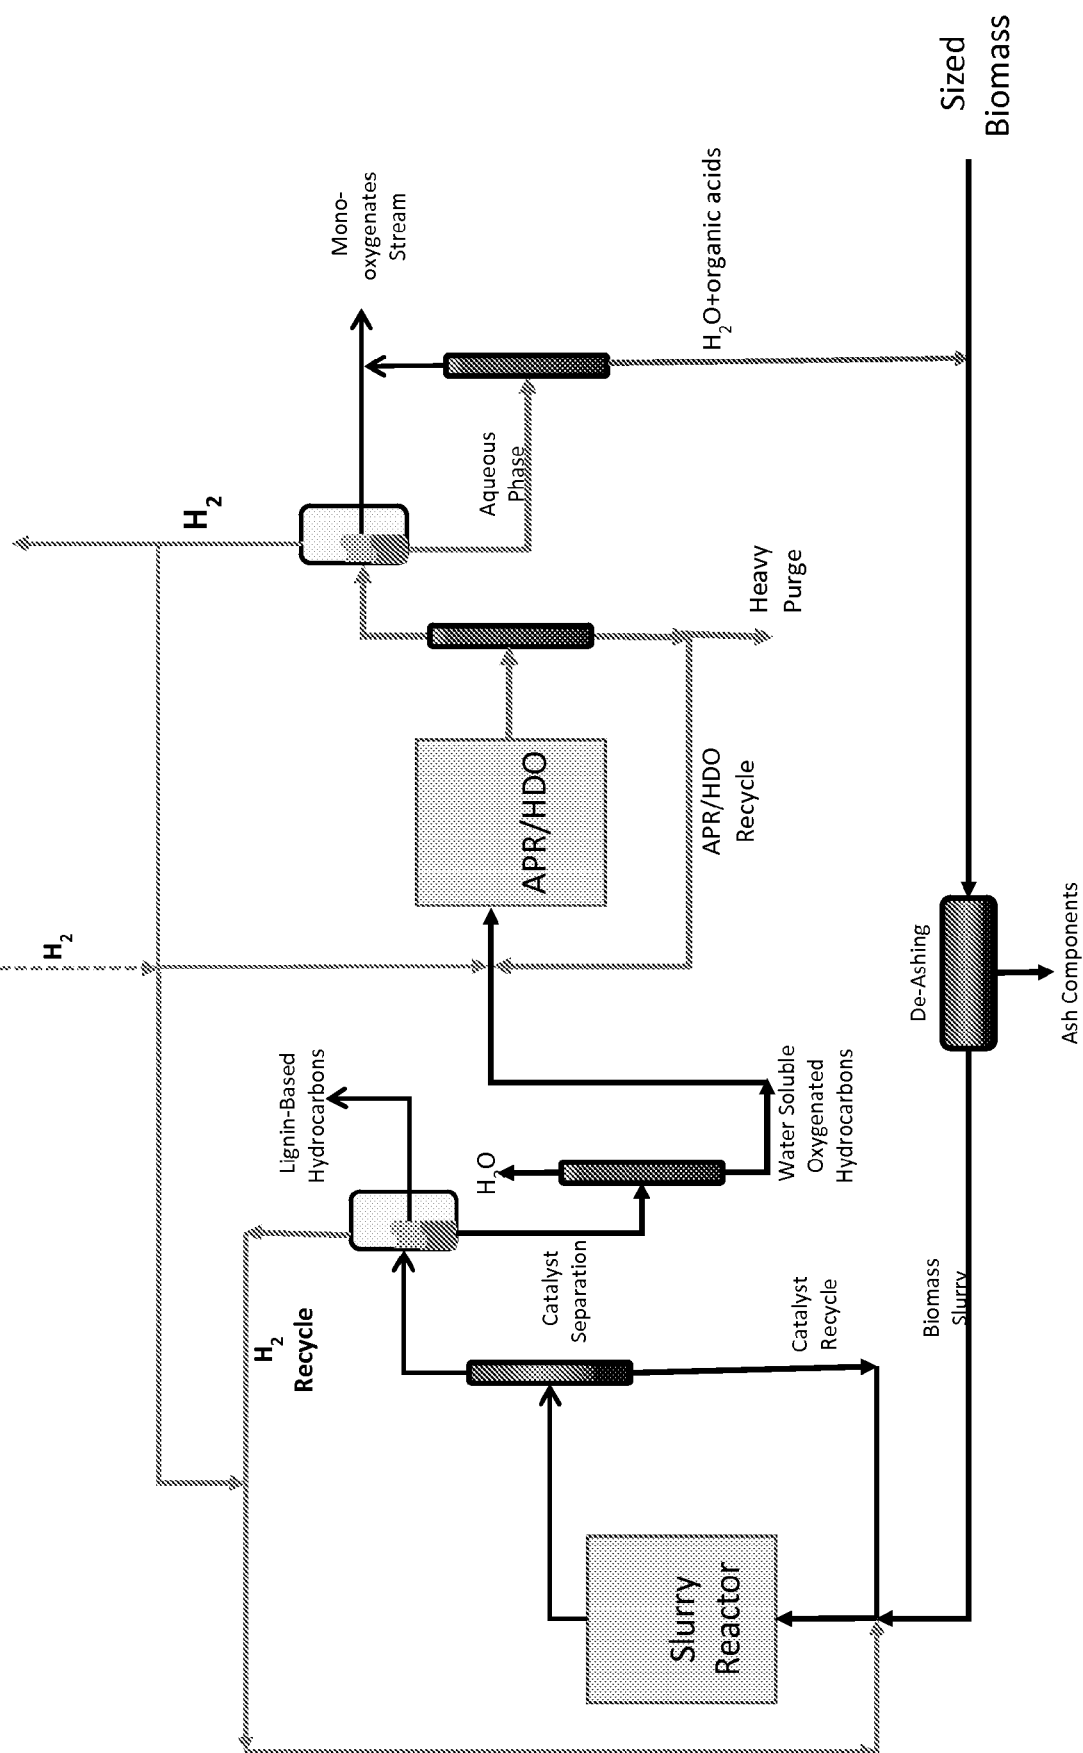 Sized
Biomass
Mono-
oxygenates
Stream
H₂O+organic acids
Aqueous
Phase
H₂
Heavy
Purge
APR/HDO
APR/HDO
Recycle
H₂
De-Ashing
Ash Components
Lignin-Based
Hydrocarbons
H₂O
Water Soluble
Oxygenated
Hydrocarbons
Catalyst
Separation
H₂
Recycle
Catalyst
Recycle
Biomass
Slurry
Slurry
Reactor